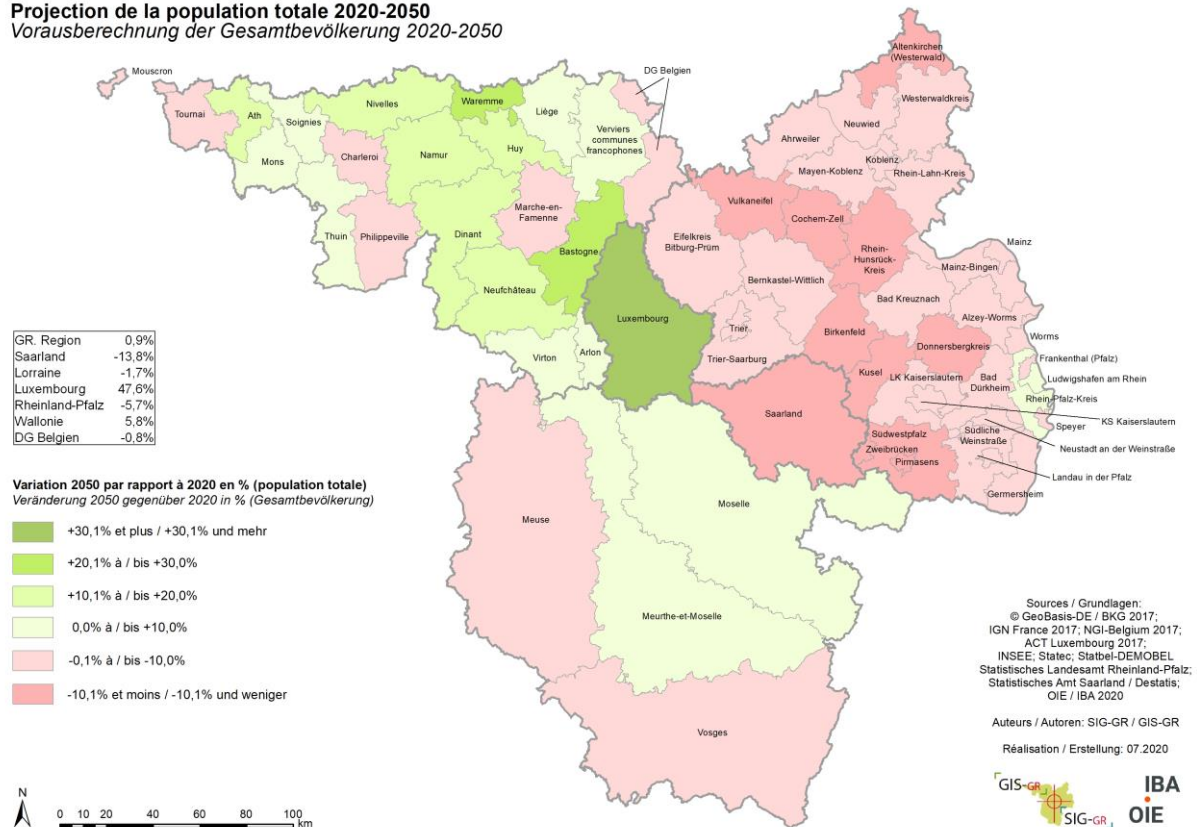 Projection de la population totale 2020-2050
Vorausberechnung der Gesamtbevölkerung 2020-2050
Mouscron
Tournai
Ath
Soignies
Mons
Nivelles
Charleroi
Thuin
Philippeville
Namur
Waremme
Huy
Liège
Verviers
communes
francophones
DG Belgien
Dinant
Marche-en-
Famenne
Bastogne
Neufchâteau
Virton
Arlon
Luxembourg
Altenkirchen
(Westerwald)
Westerwaldkreis
Neuwied
Ahrweiler
Koblenz
Mayen-Koblenz
Rhein-Lahn-Kreis
Vulkaneifel
Cochem-Zell
Eifelkreis
Bitburg-Prüm
Rhein-
Hunsrück-
Kreis
Bernkastel-Wittlich
Mainz
Mainz-Bingen
Bad Kreuznach
Alzey-Worms
Trier
Trier-Saarburg
Birkenfeld
Worms
Donnersbergkreis
Frankenthal (Pfalz)
Kusel
LK Kaiserslautern
Bad
Dürkheim
Ludwigshafen am Rhein
Rhein-Pfalz-Kreis
Saarland
KS Kaiserslautern
Speyer
Südwestpfalz
Zweibrücken
Pirmasens
Südliche
Weinstraße
Neustadt an der Weinstraße
Landau in der Pfalz
Germersheim
Moselle
Meuse
Meurthe-et-Moselle
Vosges
GR. Region 0,9%
Saarland -13,8%
Lorraine -1,7%
Luxembourg 47,6%
Rheinland-Pfalz -5,7%
Wallonie 5,8%
DG Belgien -0,8%
Variation 2050 par rapport à 2020 en % (population totale)
Veränderung 2050 gegenüber 2020 in % (Gesamtbevölkerung)
+30,1% et plus / +30,1% und mehr
+20,1% à / bis +30,0%
+10,1% à / bis +20,0%
0,0% à / bis +10,0%
-0,1% à / bis -10,0%
-10,1% et moins / -10,1% und weniger
N
0 10 20 40 60 80 100
km
Sources / Grundlagen:
© GeoBasis-DE / BKG 2017;
IGN France 2017; NGI-Belgium 2017;
ACT Luxembourg 2017;
INSEE; Statec; Statbel-DEMOBEL
Statistisches Landesamt Rheinland-Pfalz;
Statistisches Amt Saarland / Destatis;
OIE / IBA 2020
Auteurs / Autoren: SIG-GR / GIS-GR
Réalisation / Erstellung: 07.2020
GIS-GR
SIG-GR
IBA
OIE